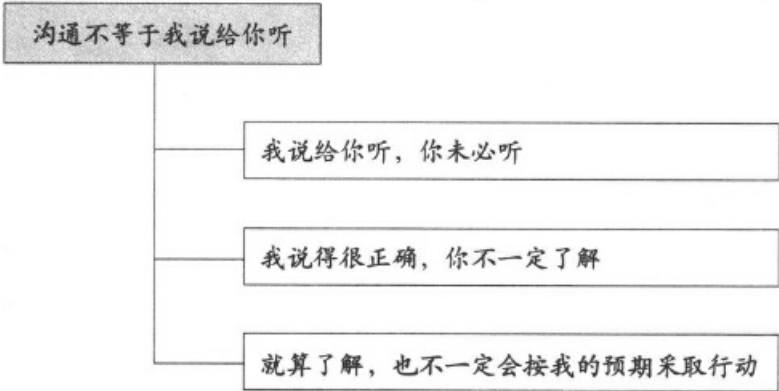 沟通不等于我说给你听
我说给你听，你未必听
我说得很正确，你不一定了解
就算了解，也不一定会按我的预期采取行动